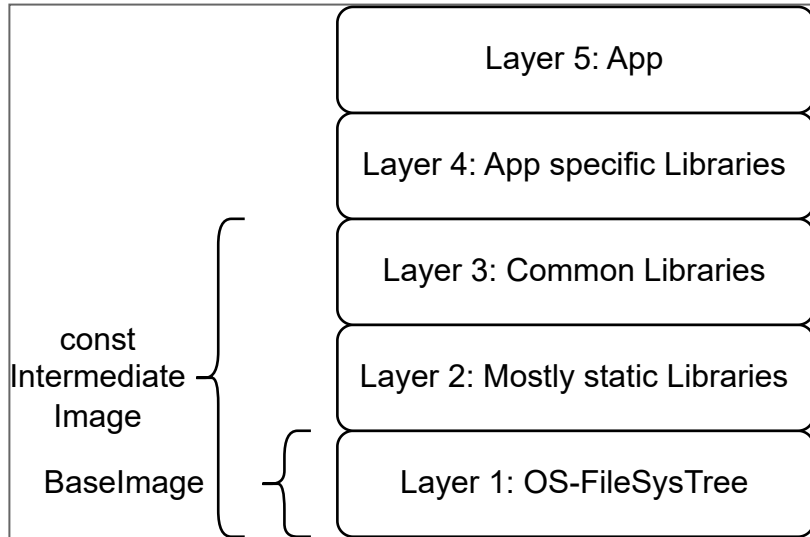 Layer 5: App
Layer 4: App specific Libraries
Layer 3: Common Libraries
Layer 2: Mostly static Libraries
Layer 1: OS-FileSysTree
const
Intermediate
Image
BaseImage